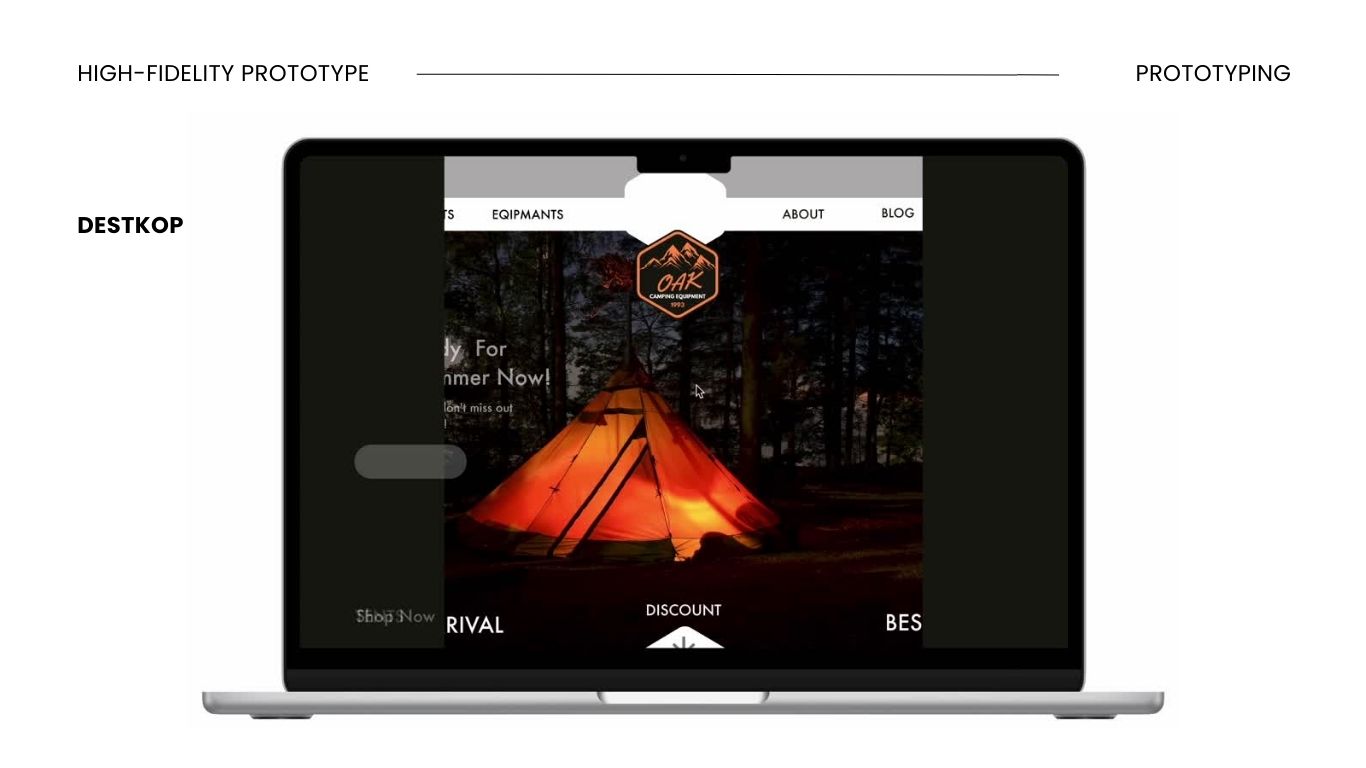 HIGH-FIDELITY PROTOTYPE
PROTOTYPING
DESTKOP
TS EQIPMANTS ABOUT BLOG
OAK
CAMPING EQUIPMENT
1993
dy For
mmer Now!
don't miss out
!
Shop Now
TENTS
RIVAL
DISCOUNT
BES